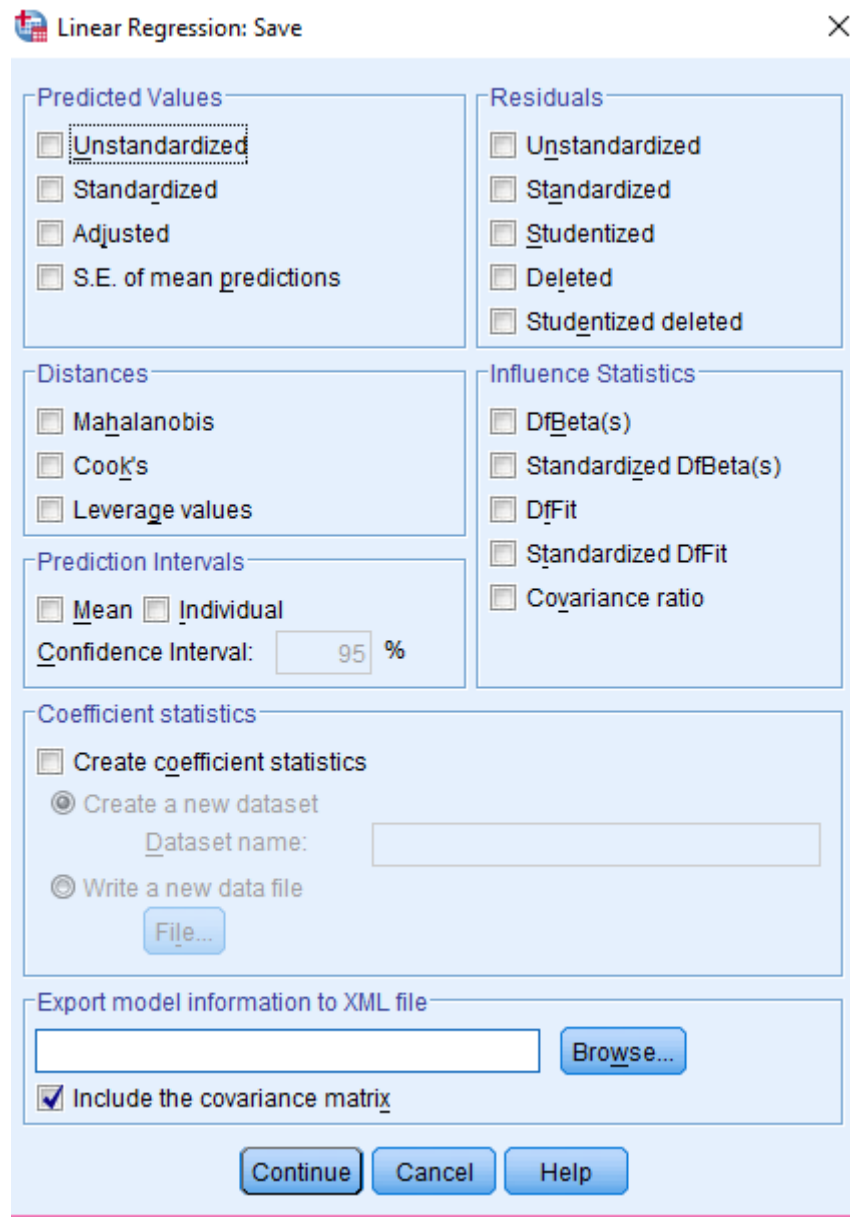 Linear Regression: Save
Predicted Values
Unstandardized
Standardized
Adjusted
S.E. of mean predictions
Residuals
Unstandardized
Standardized
Studentized
Deleted
Studentized deleted
Distances
Mahalanobis
Cook's
Leverage values
Influence Statistics
DfBeta(s)
Standardized DfBeta(s)
DfFit
Standardized DfFit
Covariance ratio
Prediction Intervals
Mean Individual
Confidence Interval: 95 %
Coefficient statistics
Create coefficient statistics
Create a new dataset
Dataset name:
Write a new data file
File...
Export model information to XML file
Browse...
Include the covariance matrix
Continue Cancel Help